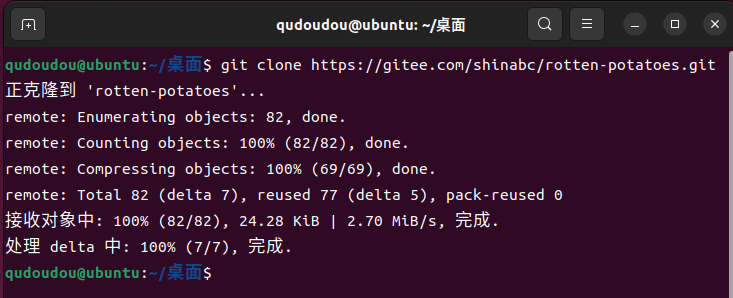 qudoudou@ubuntu: ~/桌面
qudoudou@ubuntu:~/桌面$ git clone https://gitee.com/shinabc/rotten-potatoes.git
正克隆到 'rotten-potatoes'...
remote: Enumerating objects: 82, done.
remote: Counting objects: 100% (82/82), done.
remote: Compressing objects: 100% (69/69), done.
remote: Total 82 (delta 7), reused 77 (delta 5), pack-reused 0
接收对象中: 100% (82/82), 24.28 KiB | 2.70 MiB/s, 完成.
处理 delta 中: 100% (7/7), 完成.
qudoudou@ubuntu:~/桌面$